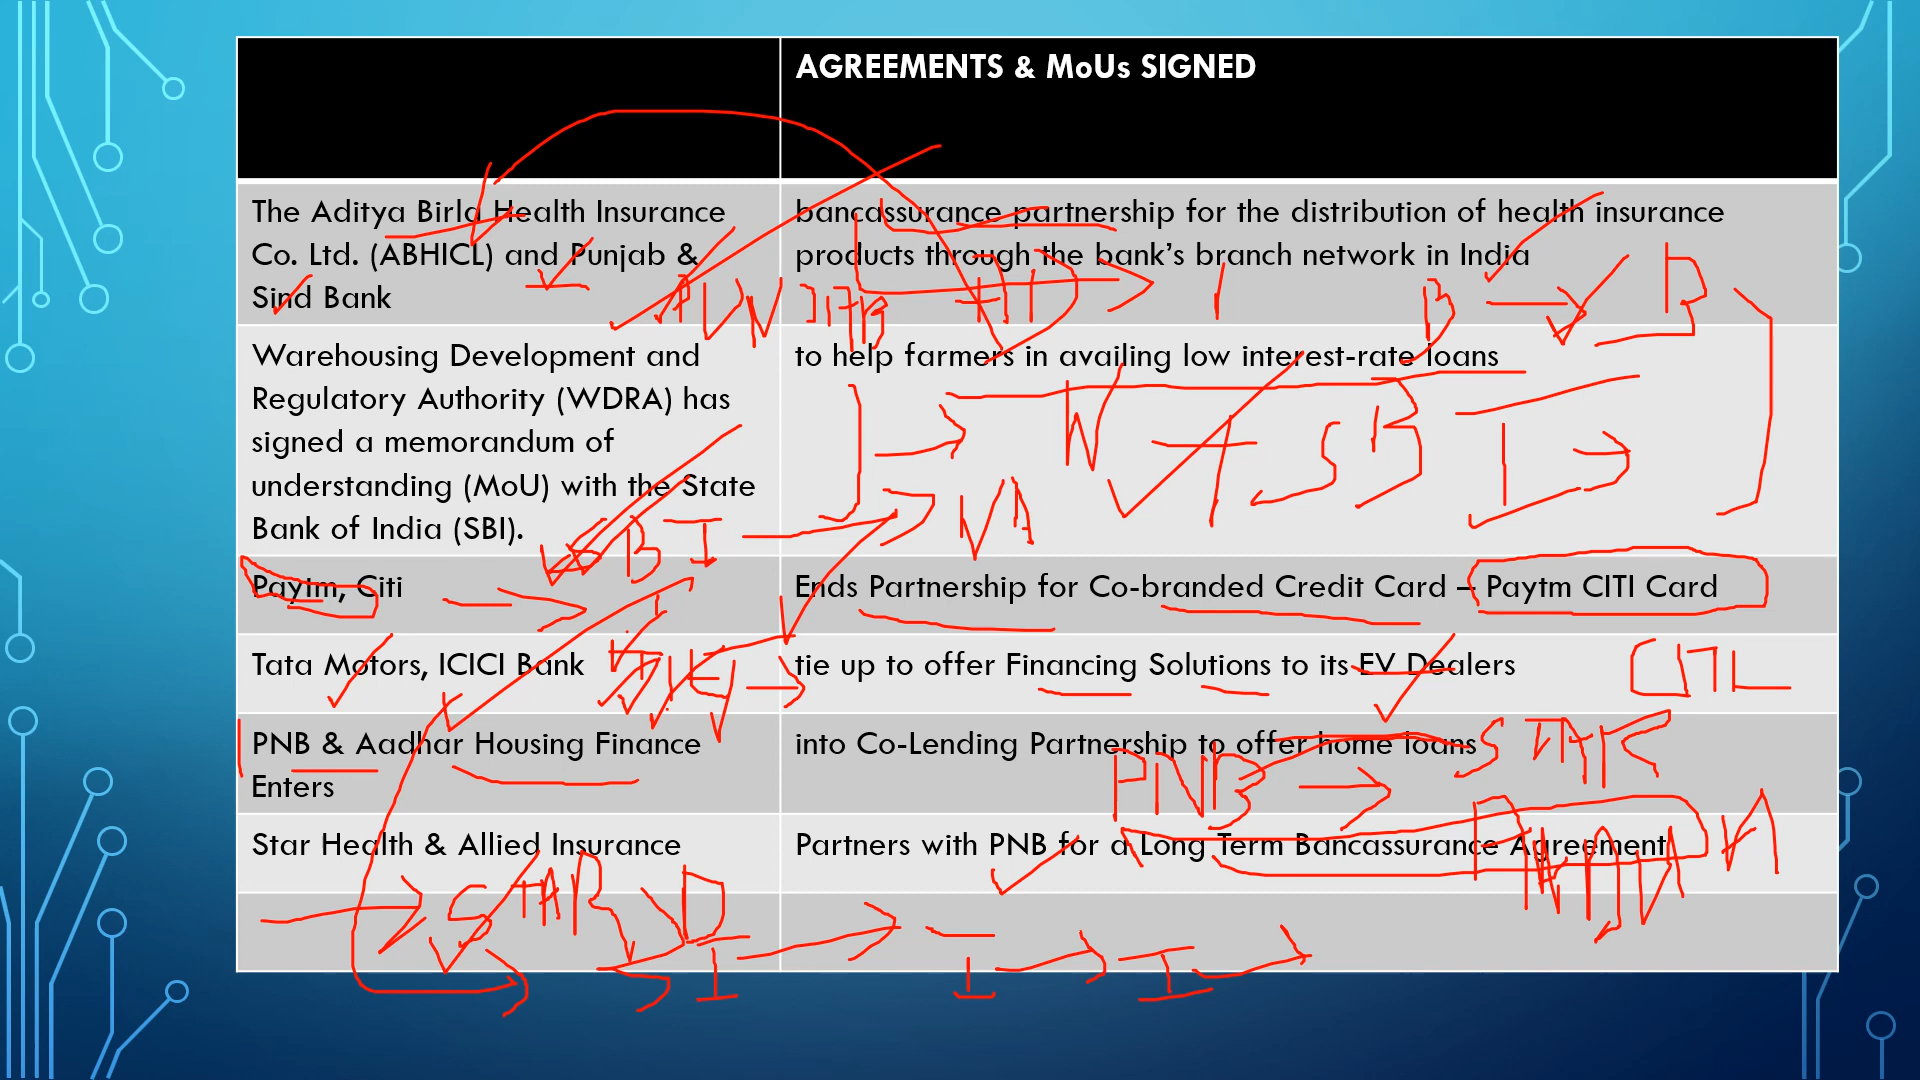 AGREEMENTS & MoUs SIGNED
The Aditya Birla Health Insurance
Co. Ltd. (ABHICL) and Punjab &
Sind Bank
bancassurance partnership for the distribution of health insurance
products through the bank's branch network in India
Warehousing Development and
Regulatory Authority (WDRA) has
signed a memorandum of
understanding (MoU) with the State
Bank of India (SBI).
to help farmers in availing low interest-rate loans
Paytm, Citi
Ends Partnership for Co-branded Credit Card – Paytm CITI Card
Tata Motors, ICICI Bank
tie up to offer Financing Solutions to its EV Dealers
PNB & Aadhar Housing Finance
Enters
into Co-Lending Partnership to offer home loans
Star Health & Allied Insurance
Partners with PNB for a Long Term Bancassurance Agreement
SBI
PNB
STAR